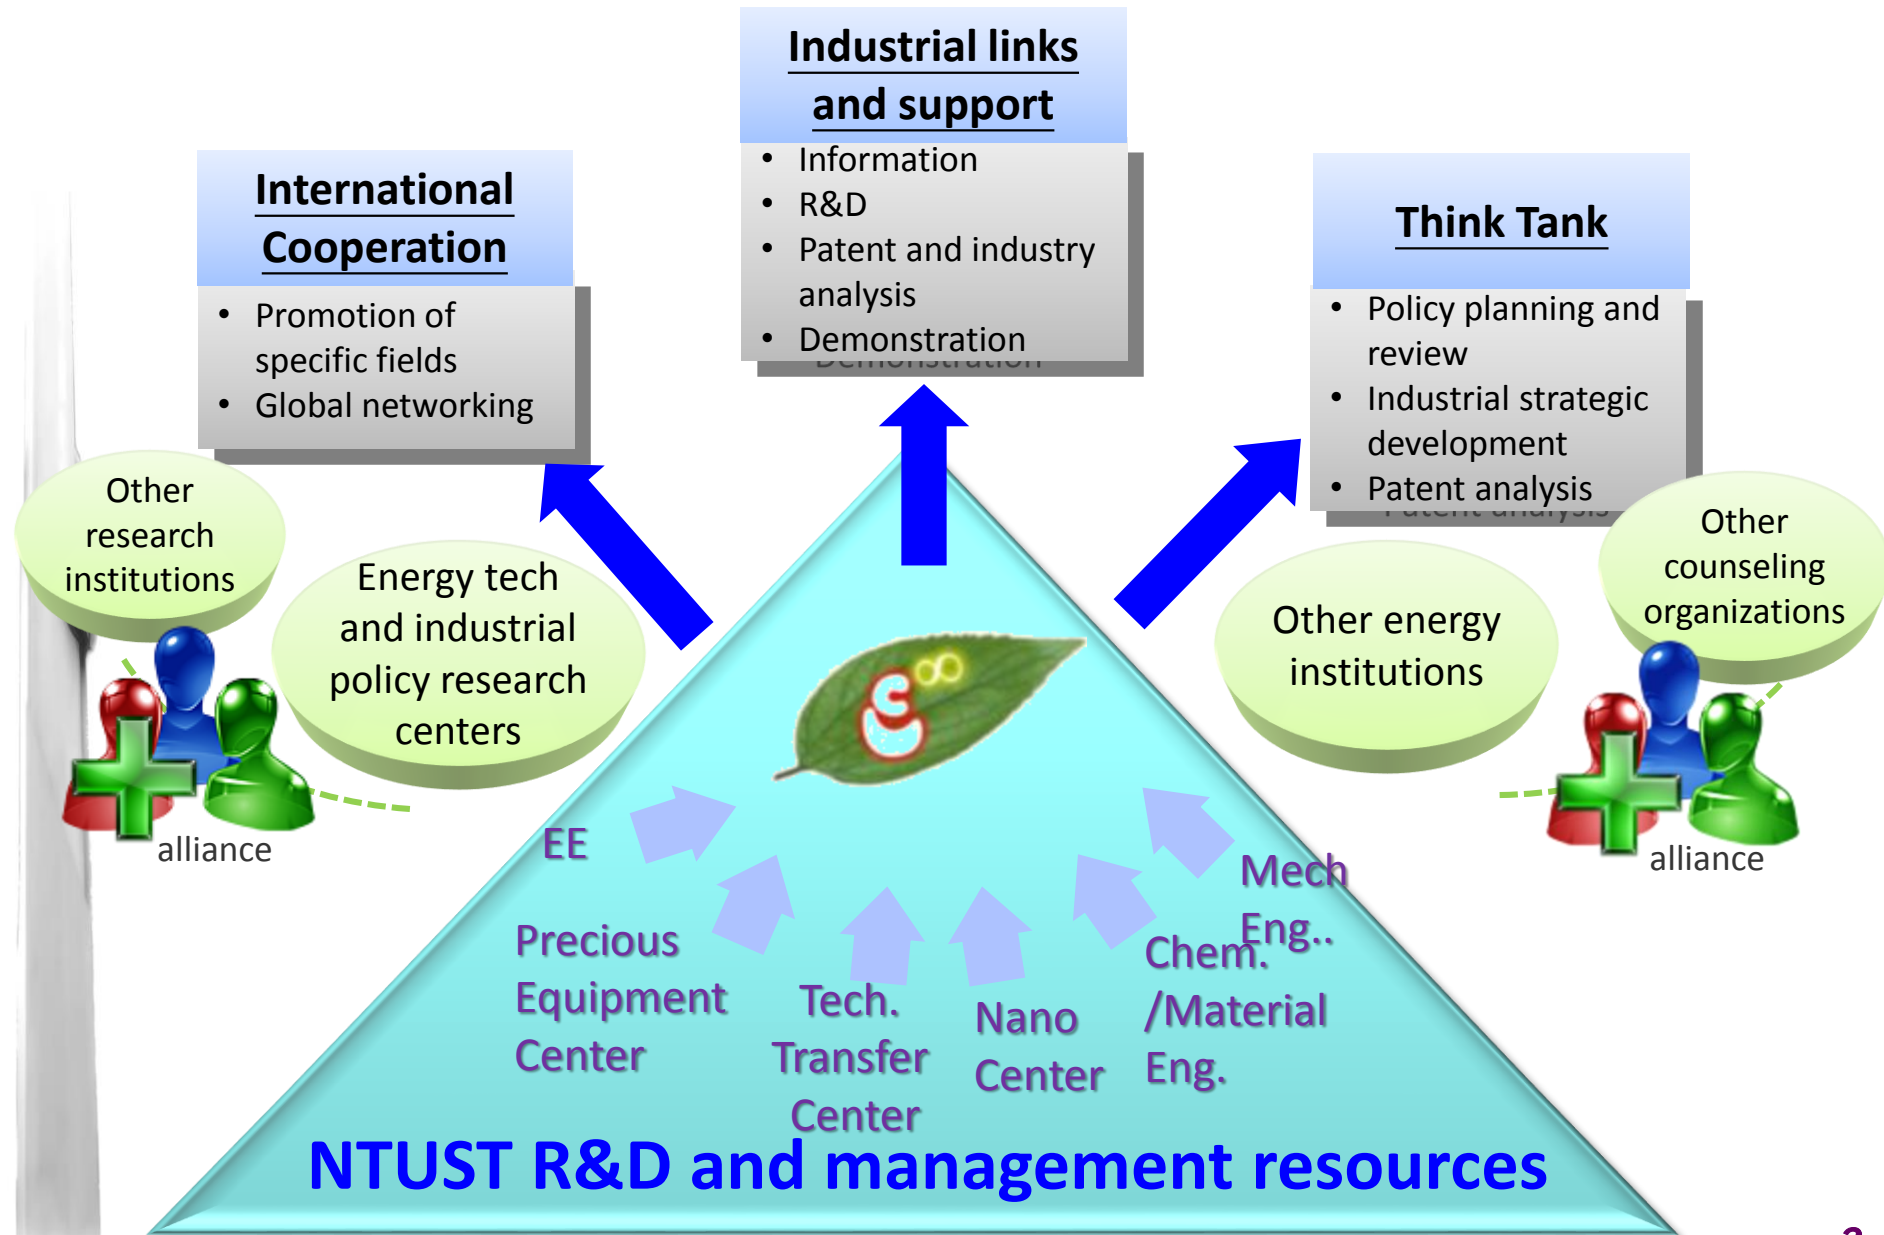 Industrial links
and support
• Information
• R&D
• Patent and industry
analysis
• Demonstration
International
Cooperation
• Promotion of
specific fields
• Global networking
Think Tank
• Policy planning and
review
• Industrial strategic
development
• Patent analysis
Other
research
institutions
Energy tech
and industrial
policy research
centers
alliance
Other energy
institutions
Other
counseling
organizations
alliance
EE
Precious
Equipment
Center
Tech.
Transfer
Center
Nano
Center
Chem.
/Material
Eng.
Mech
Eng..
NTUST R&D and management resources